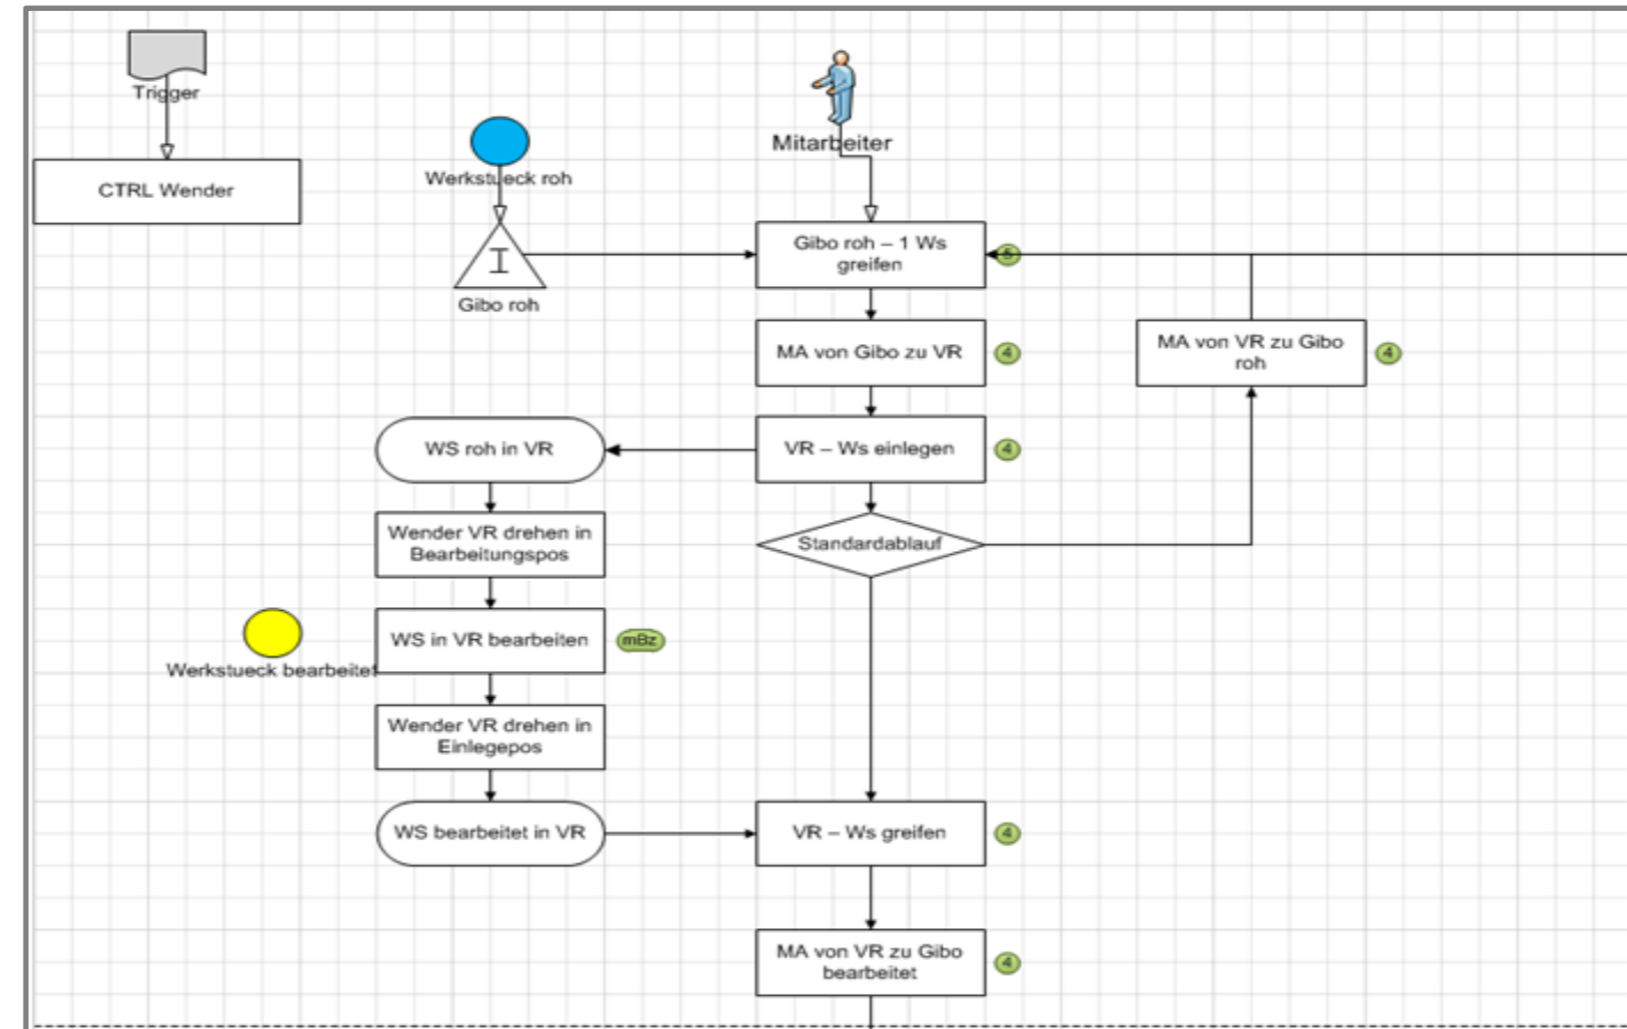 Trigger
CTRL Wender
Werkstueck roh
I
Gibo roh
Mitarbeiter
Gibo roh – 1 Ws
greifen
5
MA von Gibo zu VR
4
MA von VR zu Gibo
roh
4
WS roh in VR
VR – Ws einlegen
4
Wender VR drehen in
Bearbeitungspos
Standardablauf
Werkstueck bearbeitet
WS in VR bearbeiten
mBz
Wender VR drehen in
Einlegepos
WS bearbeitet in VR
VR – Ws greifen
4
MA von VR zu Gibo
bearbeitet
4